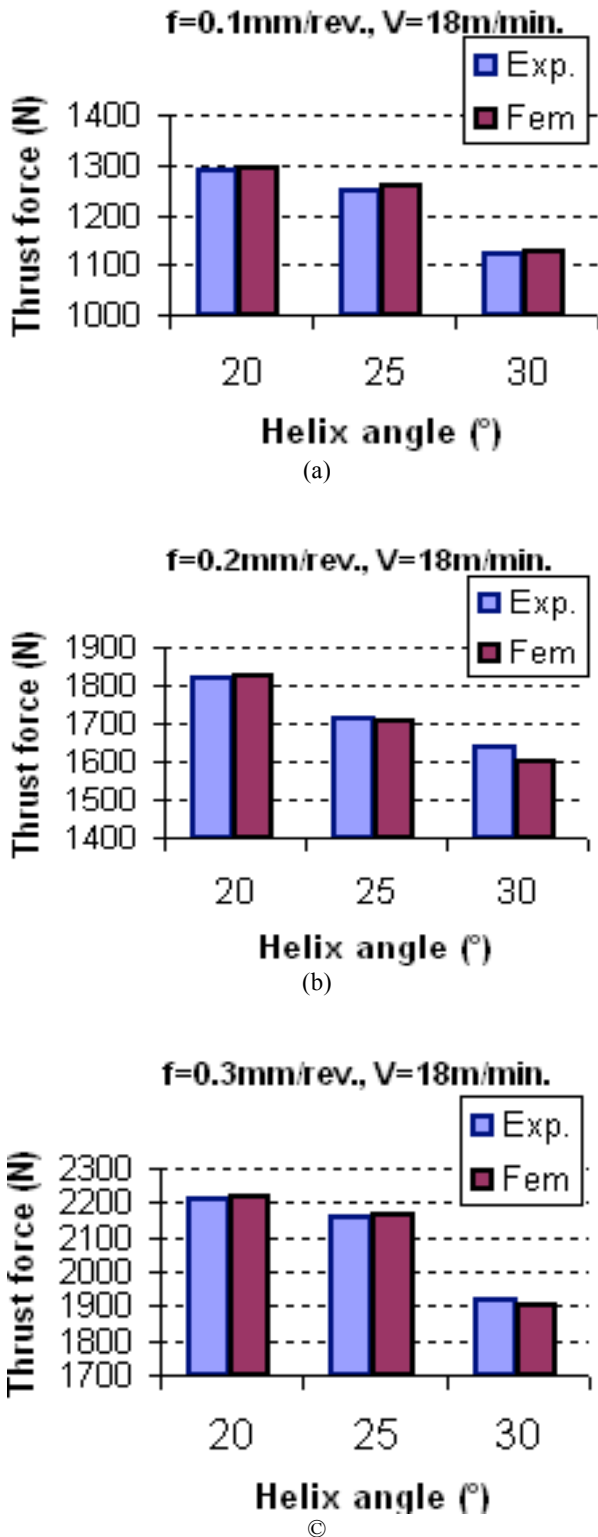 f=0.1mm/rev., V=18m/min.
Exp.
Fem
Thrust force (N)
1400
1300
1200
1100
1000
20 25 30
Helix angle (°)
(a)
f=0.2mm/rev., V=18m/min.
Exp.
Fem
Thrust force (N)
1900
1800
1700
1600
1500
1400
20 25 30
Helix angle (°)
(b)
f=0.3mm/rev., V=18m/min.
Exp.
Fem
Thrust force (N)
2300
2200
2100
2000
1900
1800
1700
20 25 30
Helix angle (°)
©